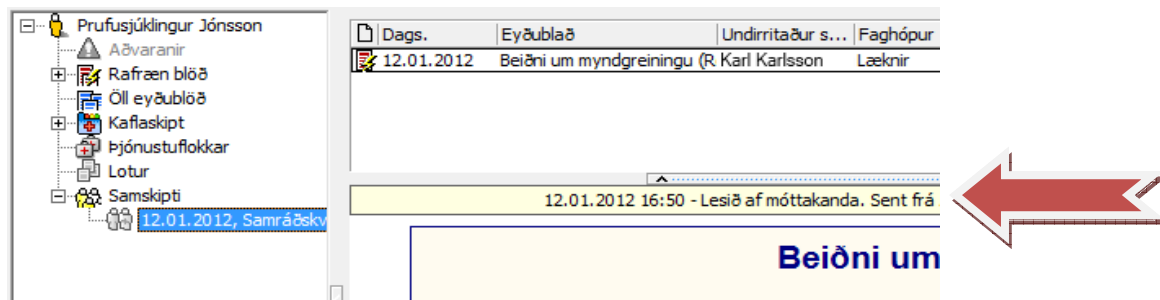 Prufusjúklingur Jónsson
Aðvaranir
Rafræn blöð
Öll eyðublöð
Kaflaskipt
Þjónustuflokkar
Lotur
Samskipti
12.01.2012, Samráðskv
Dags. Eyðublað Undirritaður s... Faghópur
12.01.2012 Beiðni um myndgreiningu (R Karl Karlsson Læknir
12.01.2012 16:50 - Lesið af móttakanda. Sent frá
Beiðni um